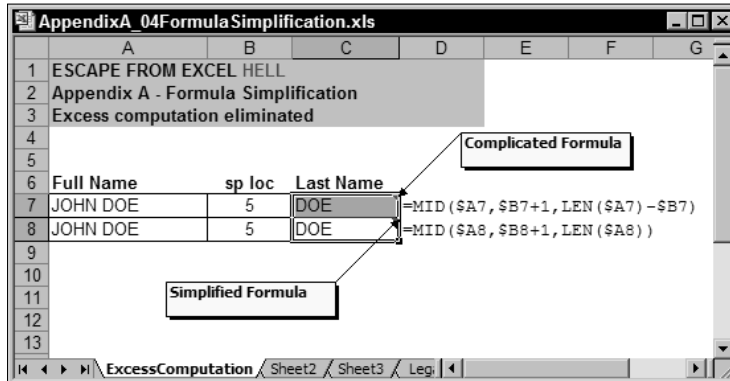 AppendixA_04FormulaSimplification.xls
A B C D E F G
1 ESCAPE FROM EXCEL HELL
2 Appendix A - Formula Simplification
3 Excess computation eliminated
4
Complicated Formula
5
6 Full Name sp loc Last Name
7 JOHN DOE 5 DOE =MID($A7,$B7+1,LEN($A7)-$B7)
8 JOHN DOE 5 DOE =MID($A8,$B8+1,LEN($A8))
9
10
11 Simplified Formula
12
13
ExcessComputation Sheet2 Sheet3 Leg